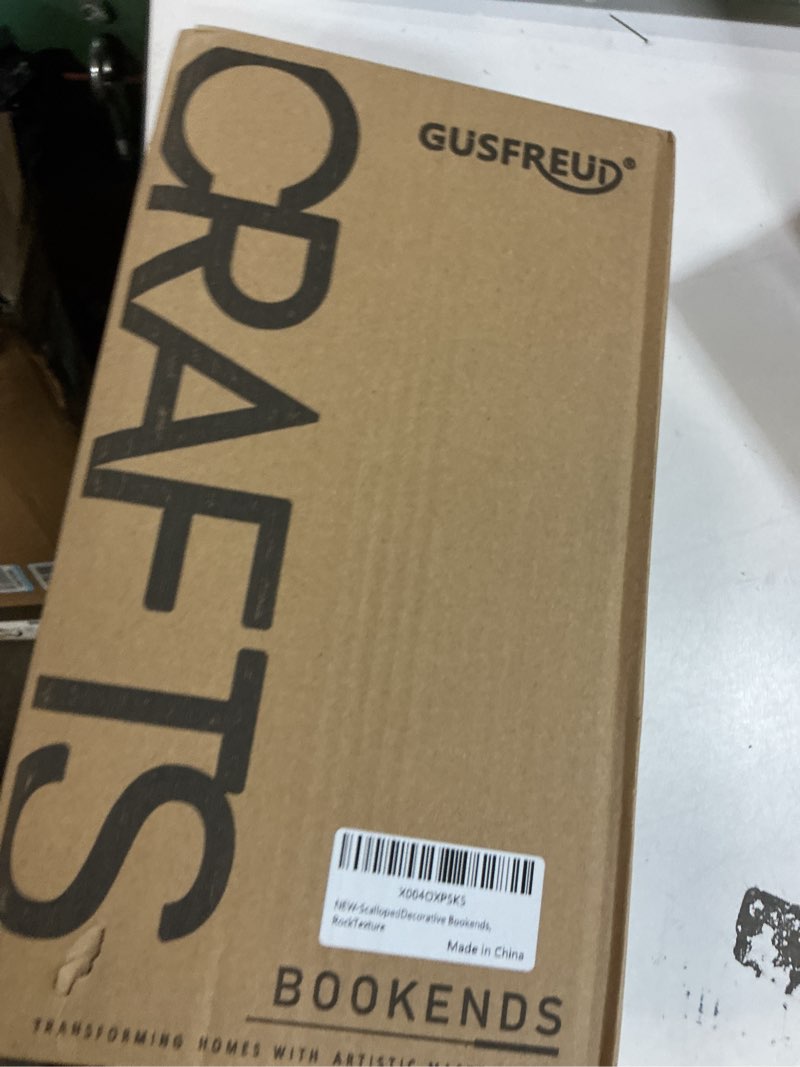 GUSFREUD®
CRAFTS
X004OXPSKS
NEW-ScallopedDecorative Bookends,
RockTexture
Made in China
BOOKENDS
TRANSFORMING HOMES WITH ARTISTIC